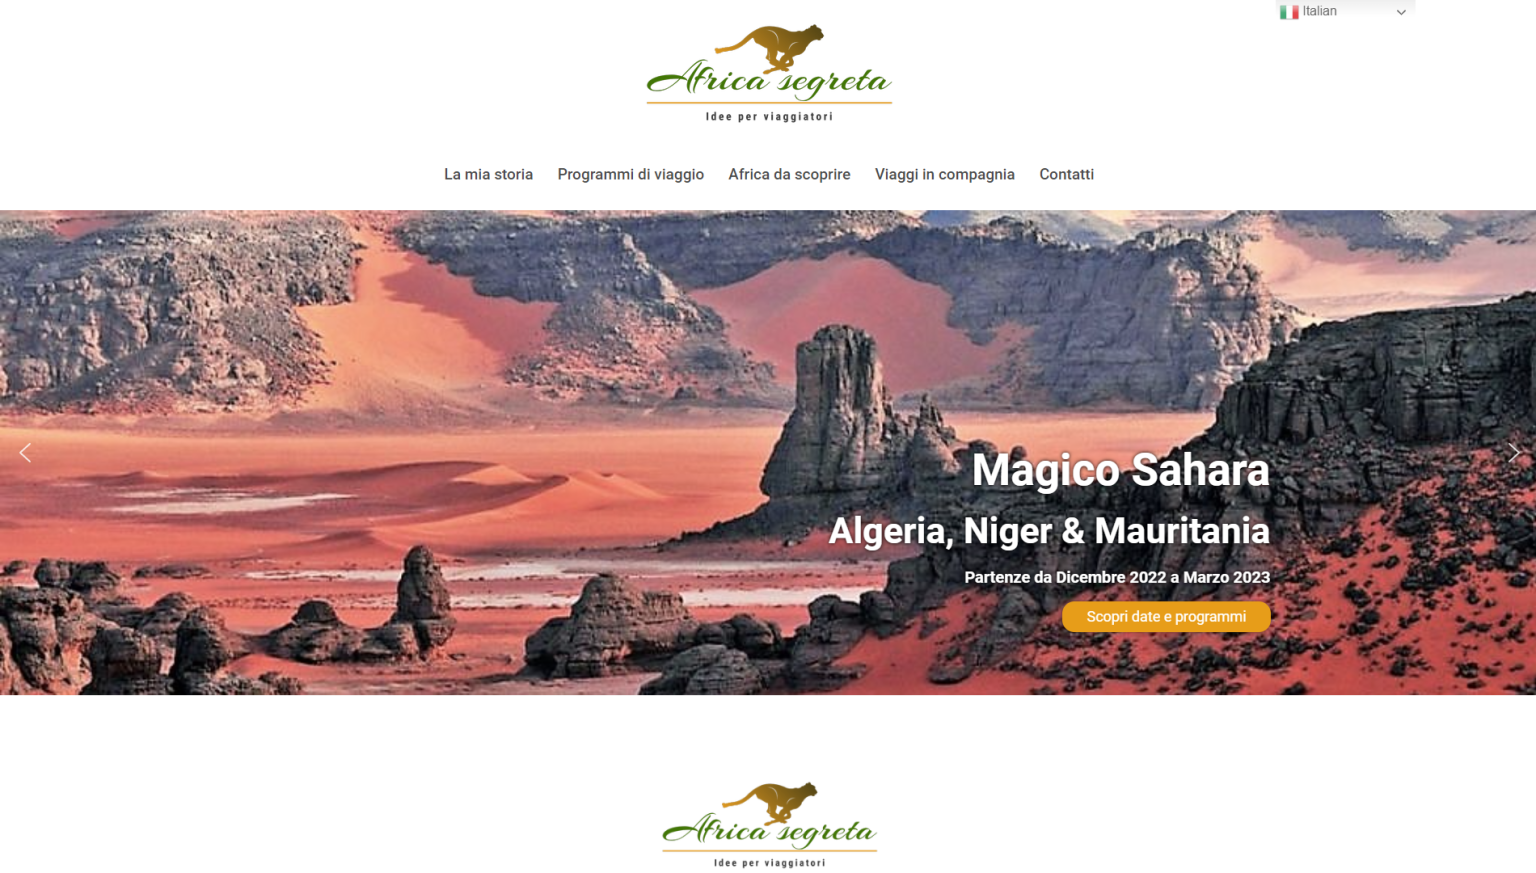 Italian
Africa segreta
Idee per viaggiatori
La mia storia Programmi di viaggio Africa da scoprire Viaggi in compagnia Contatti
Magico Sahara
Algeria, Niger & Mauritania
Partenze da Dicembre 2022 a Marzo 2023
Scopri date e programmi
Africa segreta
Idee per viaggiatori